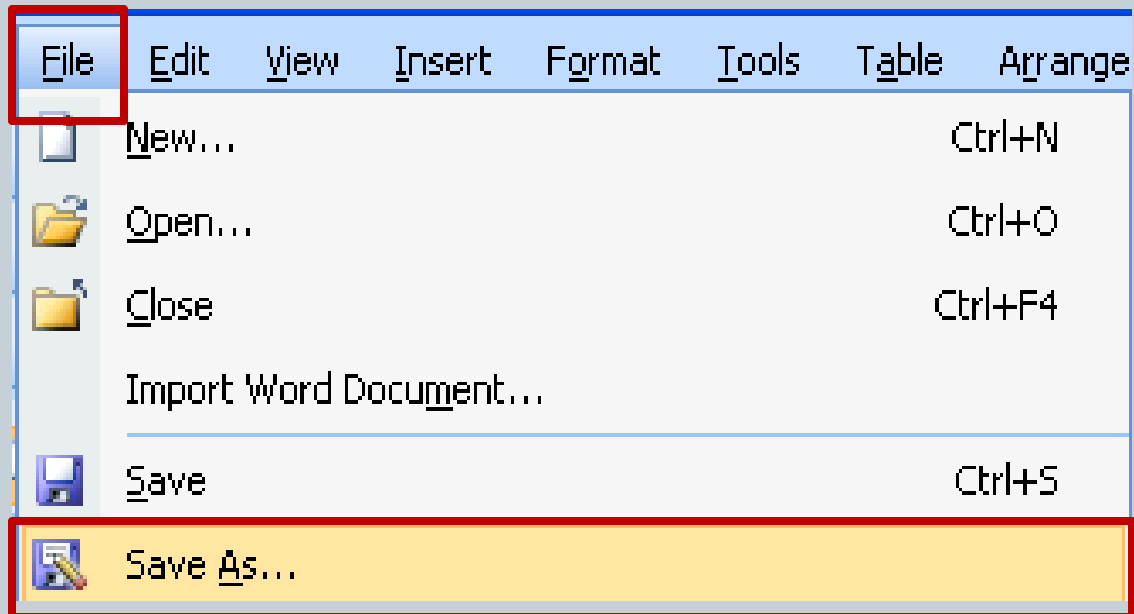 File Edit View Insert Format Tools Table Arrange
New... Ctrl+N
Open... Ctrl+O
Close Ctrl+F4
Import Word Document...
Save Ctrl+S
Save As...